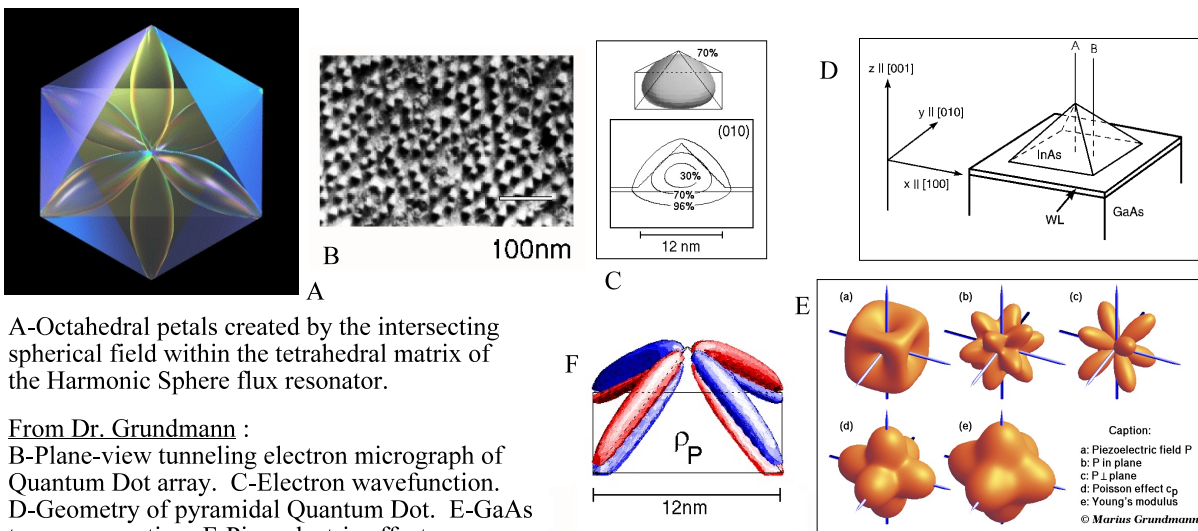 B
100nm
A
70%
(010)
30%
70%
96%
12 nm
C
D
z || [001]
y || [010]
x || [100]
A
B
InAs
WL
GaAs
A-Octahedral petals created by the intersecting
spherical field within the tetrahedral matrix of
the Harmonic Sphere flux resonator.
From Dr. Grundmann :
B-Plane-view tunneling electron micrograph of
Quantum Dot array.  C-Electron wavefunction.
D-Geometry of pyramidal Quantum Dot.  E-GaAs
F
ρP
12nm
E
(a)
(b)
(c)
(d)
(e)
Caption:
a: Piezoelectric field P
b: P in plane
c: P⊥plane
d: Poisson effect cp
e: Young's modulus
© Marius Grundmann